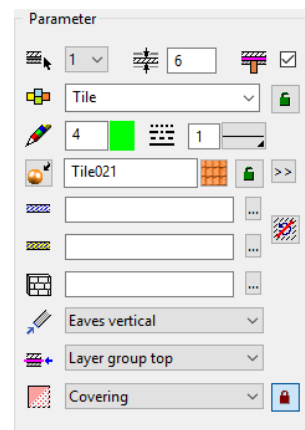 Parameter
1 6
Tile
4 1
Tile021 >>
...
...
...
Eaves vertical
Layer group top
Covering